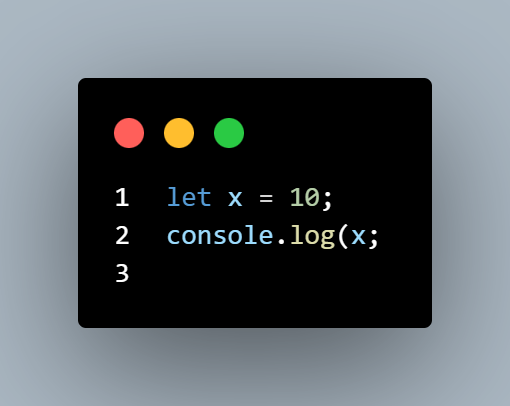 1 let x = 10;
2 console.log(x;
3